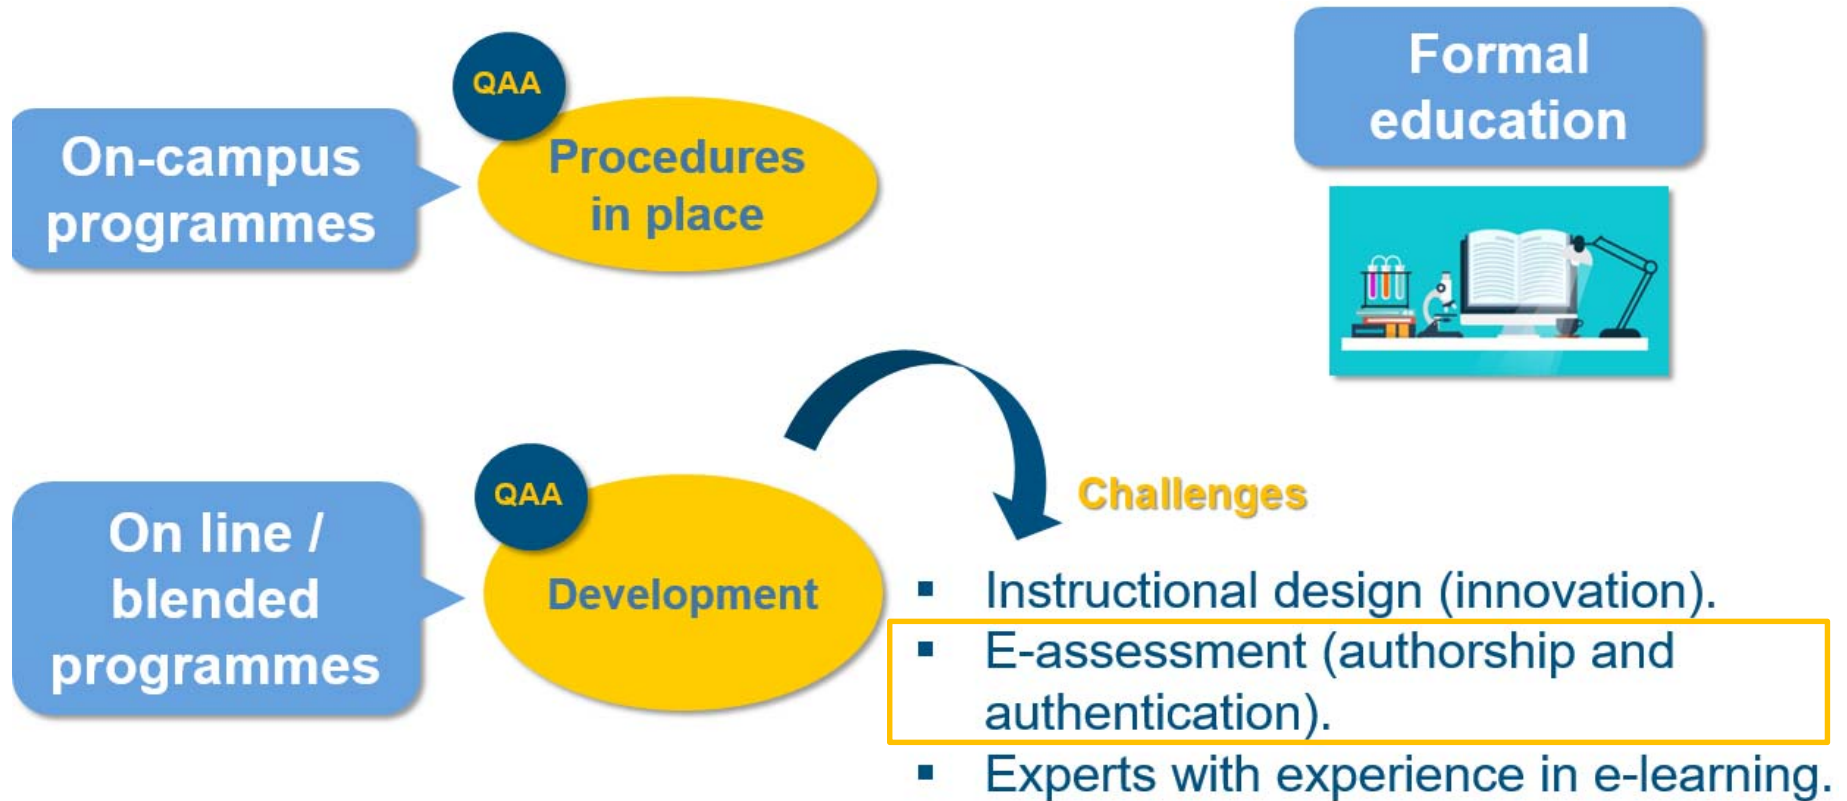 Formal
education
QAA
On-campus
programmes
Procedures
in place
QAA
On line /
blended
programmes
Development
Challenges
▪ Instructional design (innovation).
▪ E-assessment (authorship and
authentication).
▪ Experts with experience in e-learning.